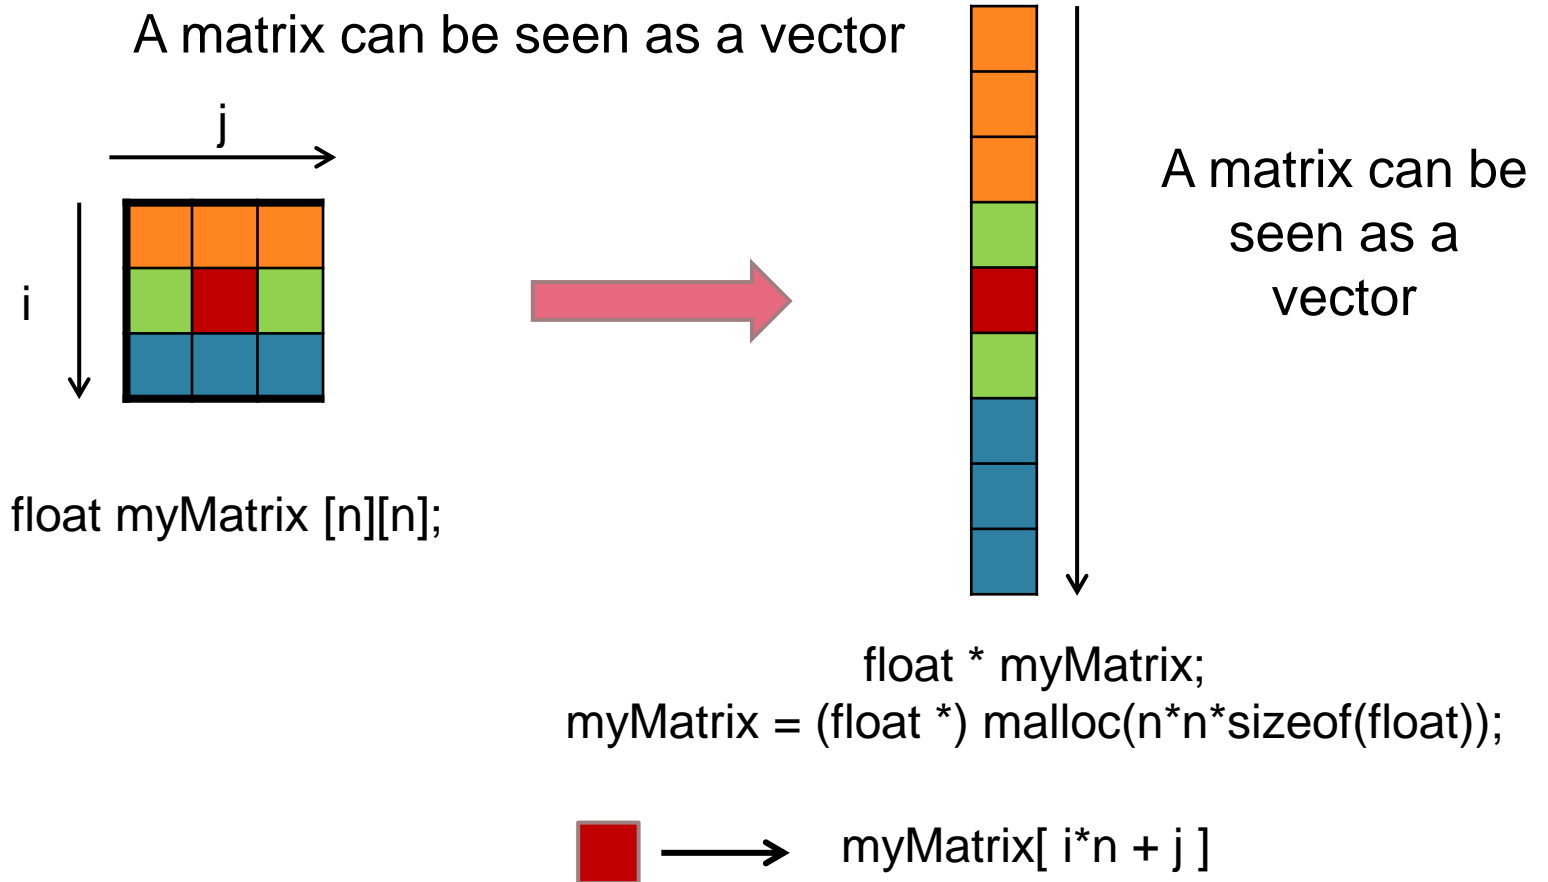 A matrix can be seen as a vector
j
A matrix can be
seen as a
vector
i
float myMatrix [n][n];
float * myMatrix;
myMatrix = (float *) malloc(n*n*sizeof(float));
myMatrix[ i*n + j ]